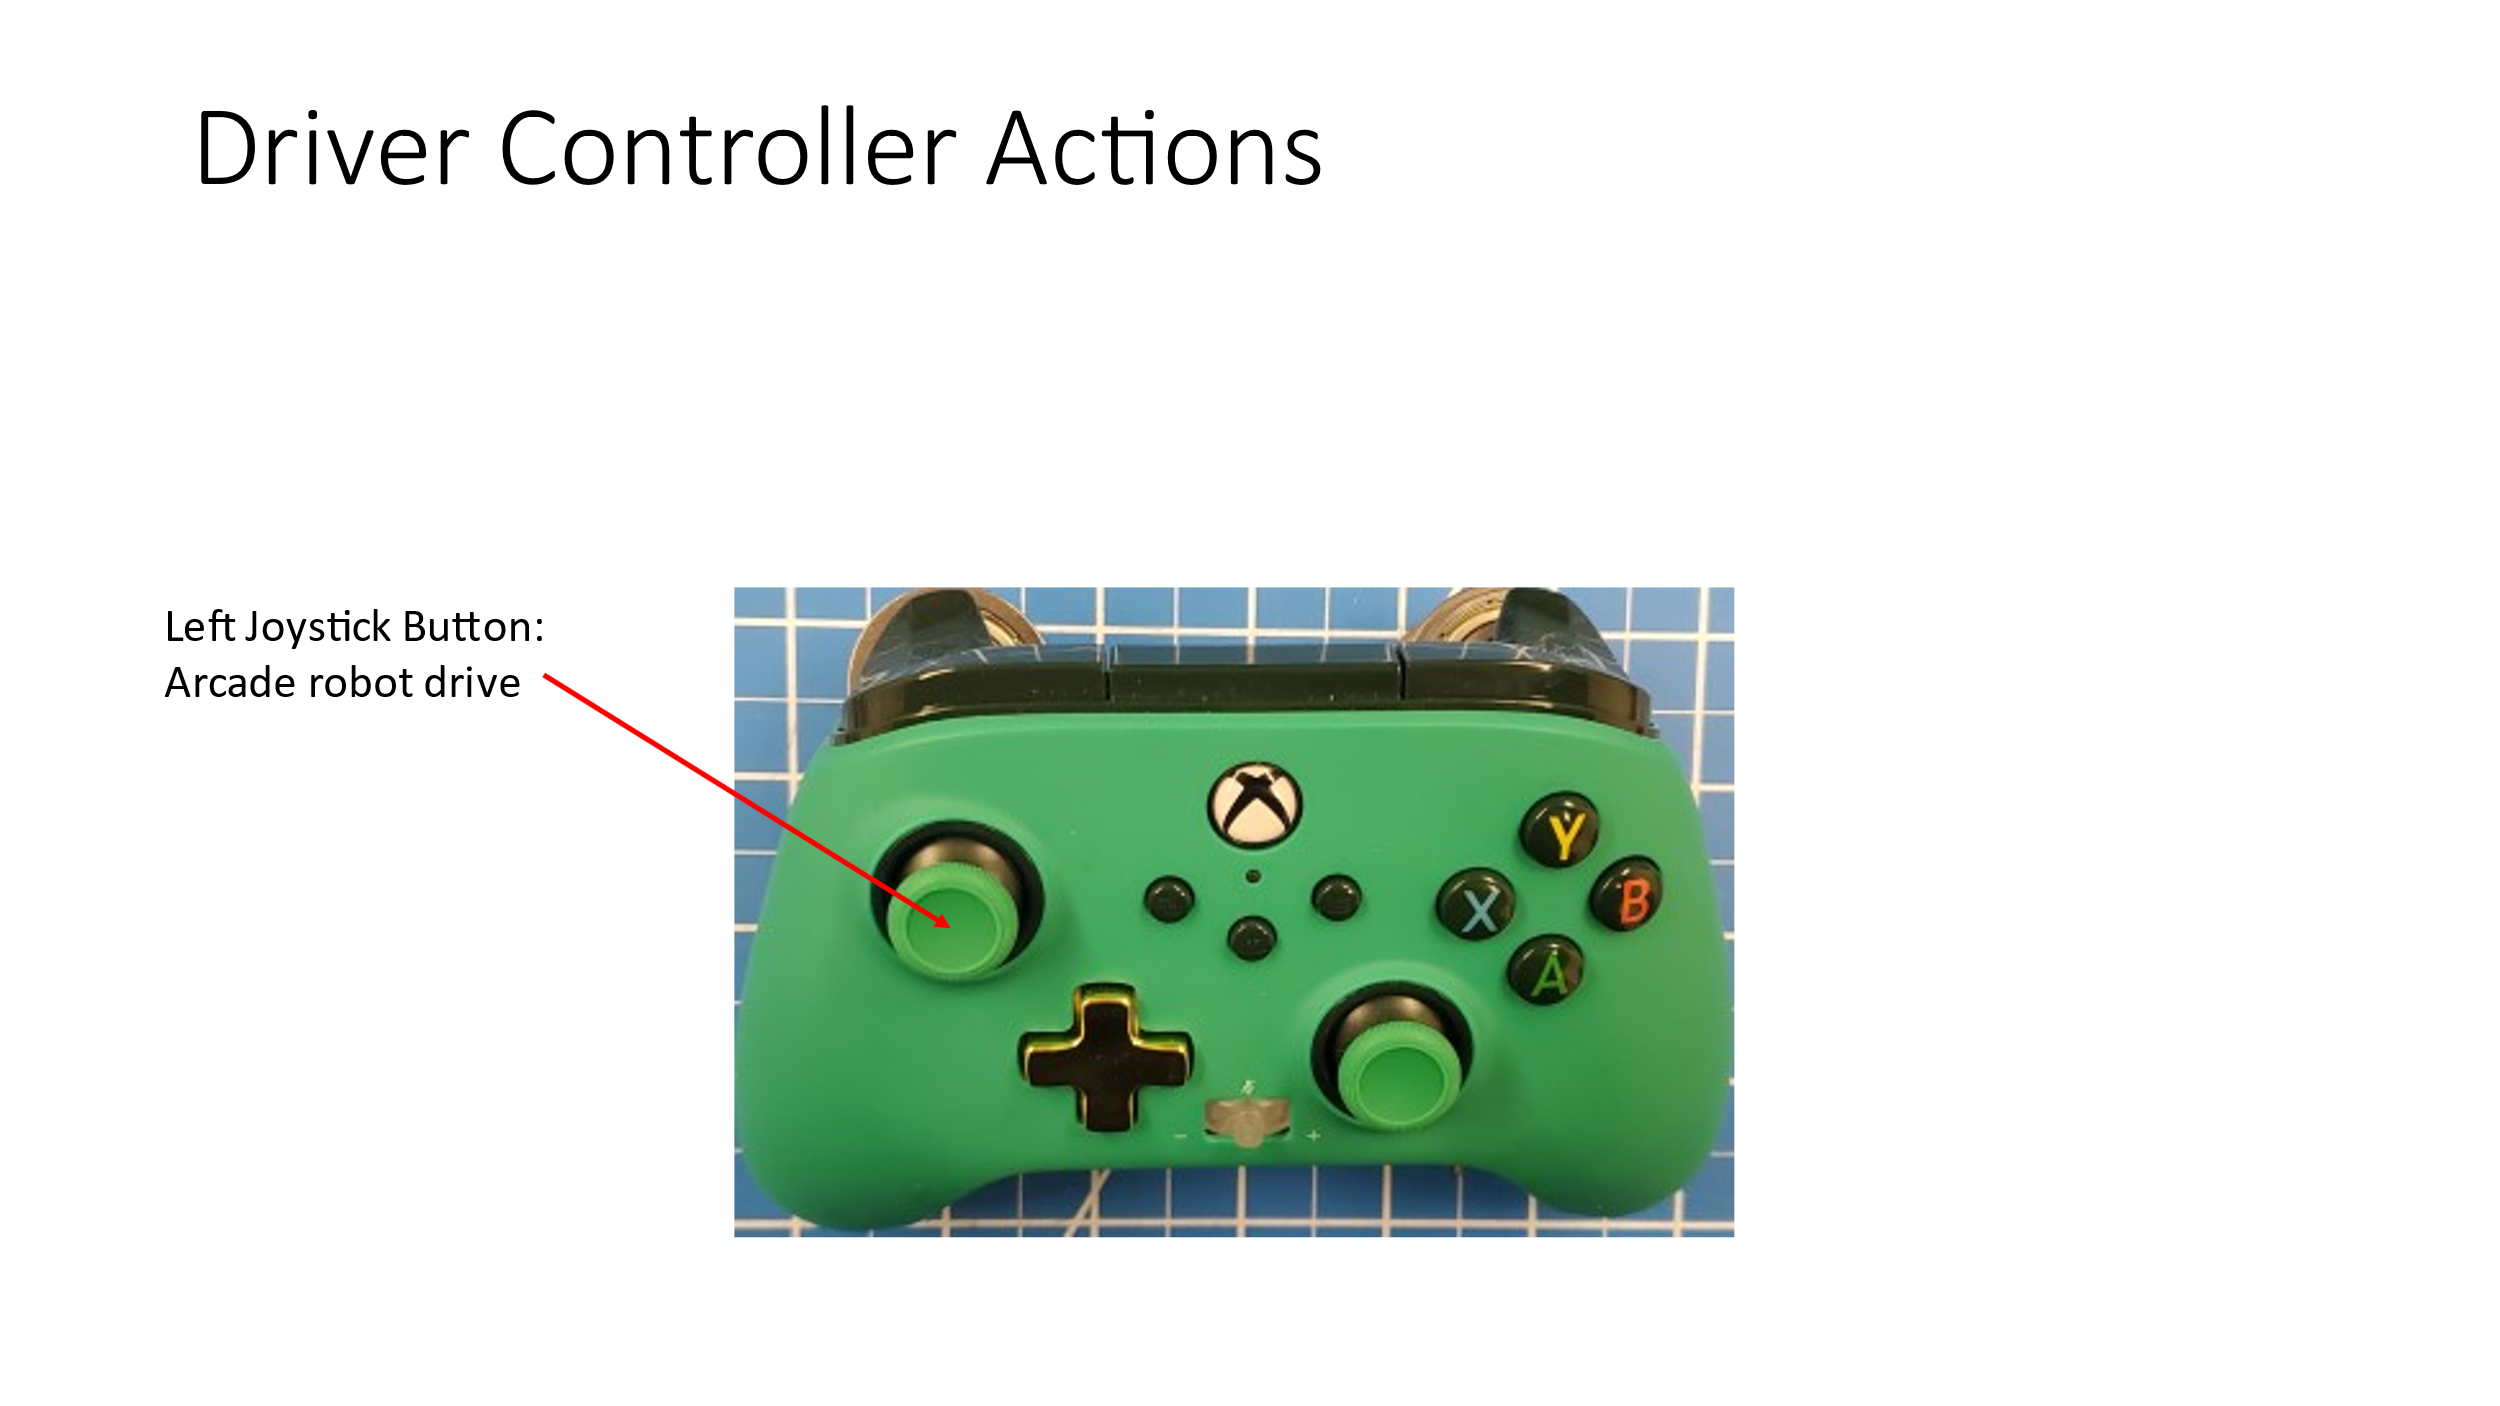 Driver Controller Actions
Left Joystick Button:
Arcade robot drive
Y
B
X
A
- +